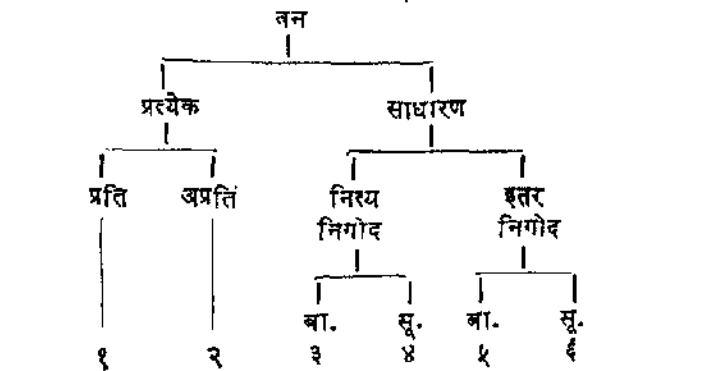 वन
प्रत्येक साधारण
प्रति अप्रति नित्य इतर
निगोद निगोद
बा. सू. बा. सू.
१ २ ३ ४ ५ ६